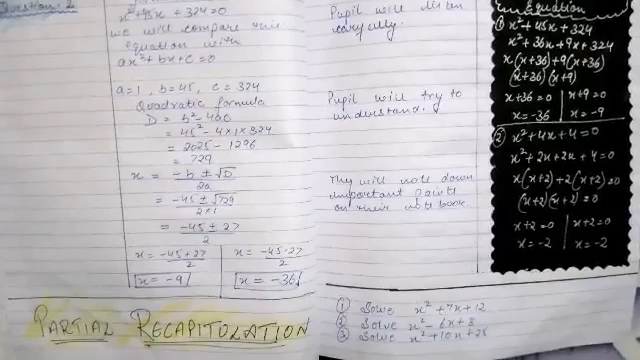 Question 2
x²+45x + 324=0
we will compare this
equation with
ax²+bx+c=0
a=1, b=45, c = 324
Quadratic formula
D = b²-4ac
= 45² - 4×1×324
= 2025 - 1296
= 729
x = -b ± √D / 2a
= -45 ± √729 / 2×1
= -45 ± 27 / 2
x = -45+27 / 2
x = -9
x = -45-27 / 2
x = -36
PARTIAL RECAPITULATION
Pupil will listen
carefully.
Pupil will try to
understand.
They will note down
important points
on their note book
Equation
① x² + 45x + 324
x² + 36x + 9x + 324
x(x+36)+9(x+36)
(x+36)(x+9)
x+36=0 | x+9=0
x=-36 | x=-9
② x²+4x+4=0
x²+2x+2x+4=0
x(x+2)+2(x+2)=0
(x+2)(x+2)=0
x+2=0 | x+2=0
x=-2 | x=-2
① Solve x²+7x+12
② Solve x²-6x+8
③ Solve x²+10x+25